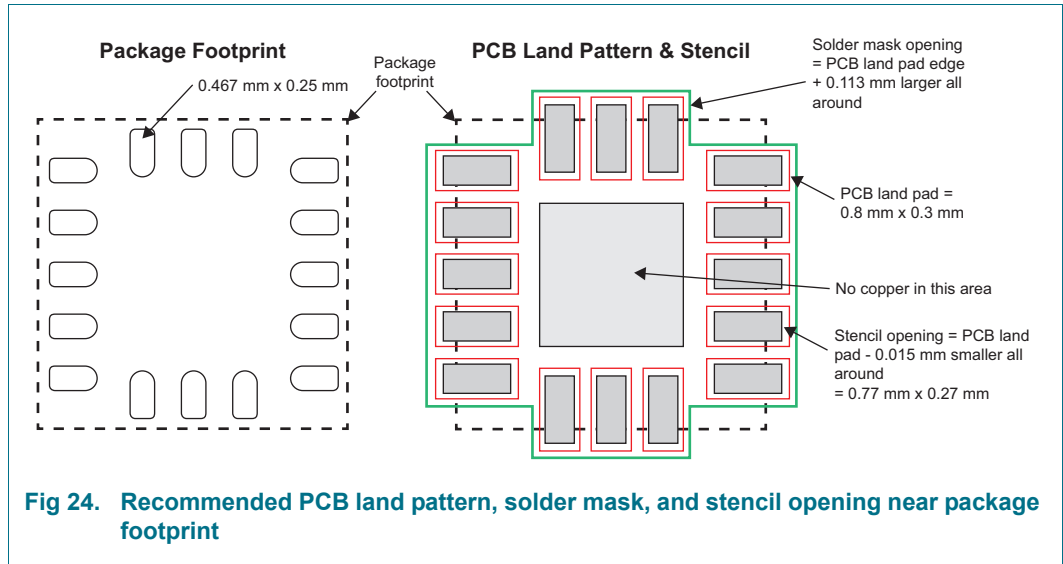 Package Footprint
0.467 mm x 0.25 mm
Package
footprint
PCB Land Pattern & Stencil
Solder mask opening
= PCB land pad edge
+ 0.113 mm larger all
around
PCB land pad =
0.8 mm x 0.3 mm
No copper in this area
Stencil opening = PCB land
pad - 0.015 mm smaller all
around
= 0.77 mm x 0.27 mm
Fig 24. Recommended PCB land pattern, solder mask, and stencil opening near package
footprint